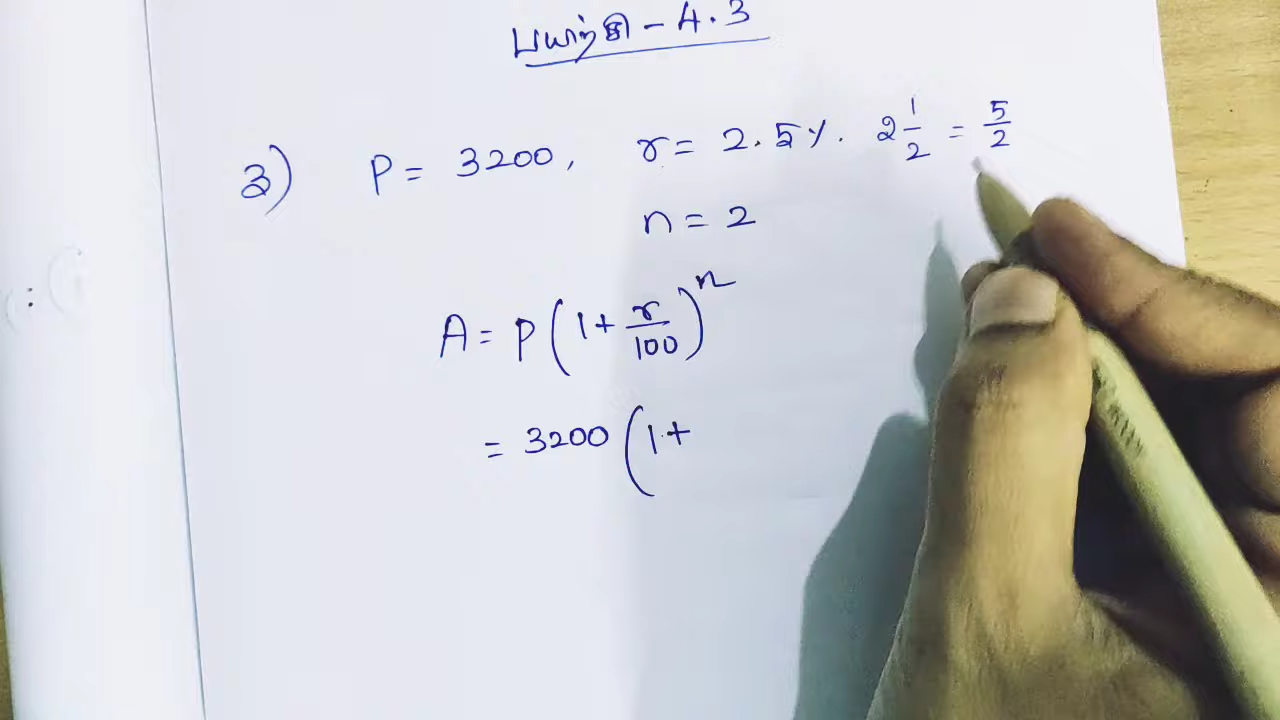 பயிற்சி - 4.3
3) P = 3200, r = 2.5%. 2 1/2 = 5/2
n = 2
A = P(1 + r/100)^n
= 3200 (1 +